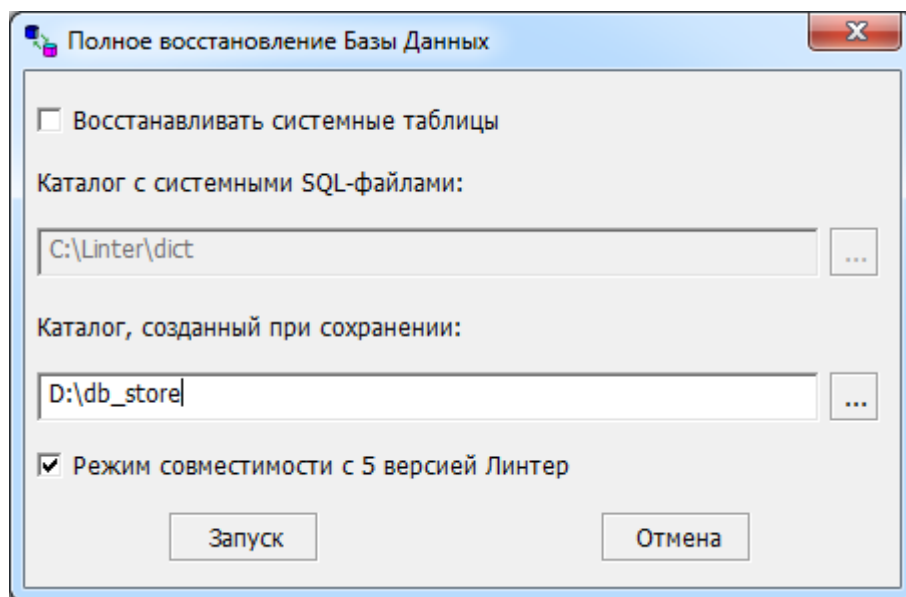 Полное восстановление Базы Данных
Восстанавливать системные таблицы
Каталог с системными SQL-файлами:
C:\Linter\dict
...
Каталог, созданный при сохранении:
D:\db_store
...
Режим совместимости с 5 версией Линтер
Запуск
Отмена